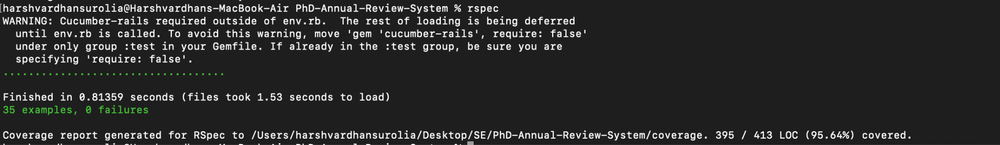 [harshvardhansurolia@Harshvardhans-MacBook-Air PhD-Annual-Review-System % rspec
WARNING: Cucumber-rails required outside of env.rb.  The rest of loading is being deferred
  until env.rb is called. To avoid this warning, move 'gem 'cucumber-rails', require: false'
  under only group :test in your Gemfile. If already in the :test group, be sure you are
  specifying 'require: false'.
...................................
Finished in 0.81359 seconds (files took 1.53 seconds to load)
35 examples, 0 failures
Coverage report generated for RSpec to /Users/harshvardhansurolia/Desktop/SE/PhD-Annual-Review-System/coverage. 395 / 413 LOC (95.64%) covered.